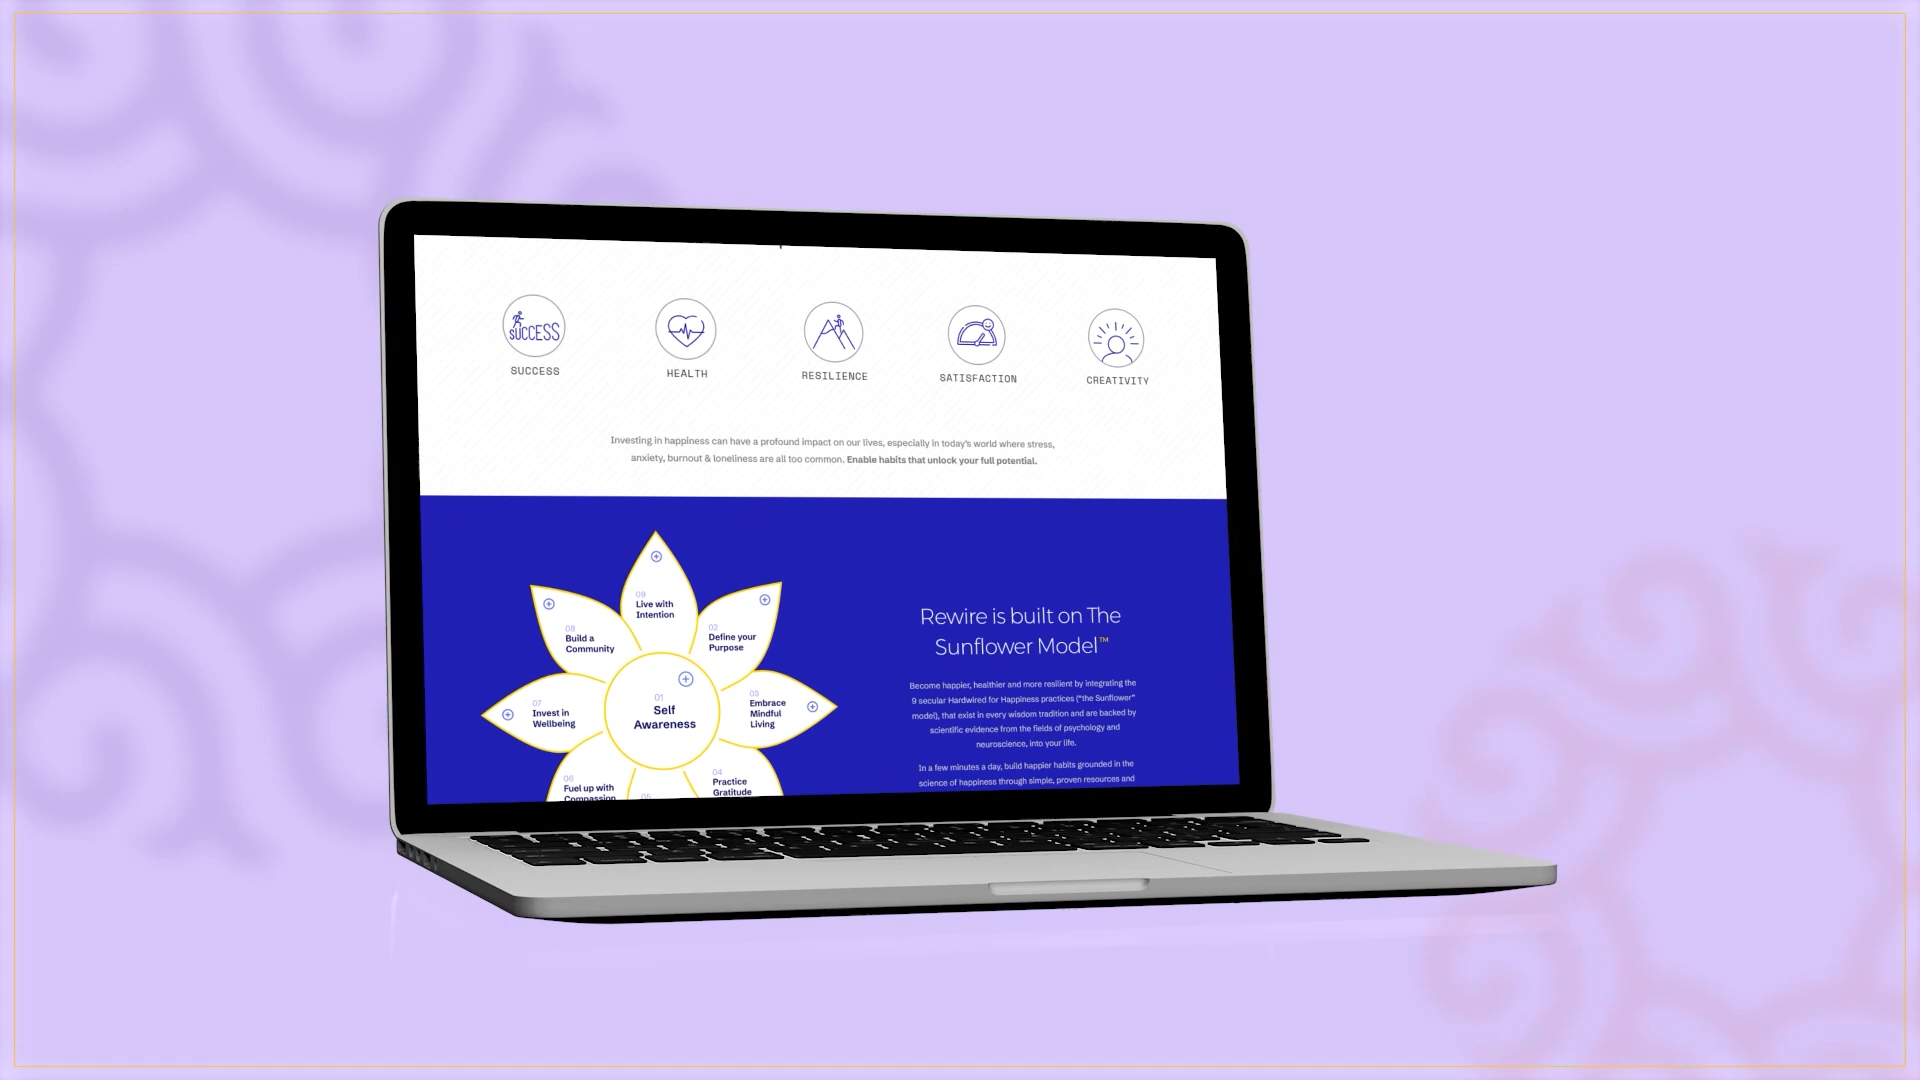 SUCCESS
SUCCESS
HEALTH
RESILIENCE
SATISFACTION
CREATIVITY
Investing in happiness can have a profound impact on our lives, especially in today's world where stress,
anxiety, burnout & loneliness are all too common. Enable habits that unlock your full potential.
09
Live with
Intention
08
Build a
Community
02
Define your
Purpose
01
Self
Awareness
07
Invest in
Wellbeing
03
Embrace
Mindful
Living
06
Fuel up with
Compassion
05
04
Practice
Gratitude
Rewire is built on The
Sunflower Model™
Become happier, healthier and more resilient by integrating the
9 secular Hardwired for Happiness practices ("the Sunflower"
model), that exist in every wisdom tradition and are backed by
scientific evidence from the fields of psychology and
neuroscience, into your life.
In a few minutes a day, build happier habits grounded in the
science of happiness through simple, proven resources and